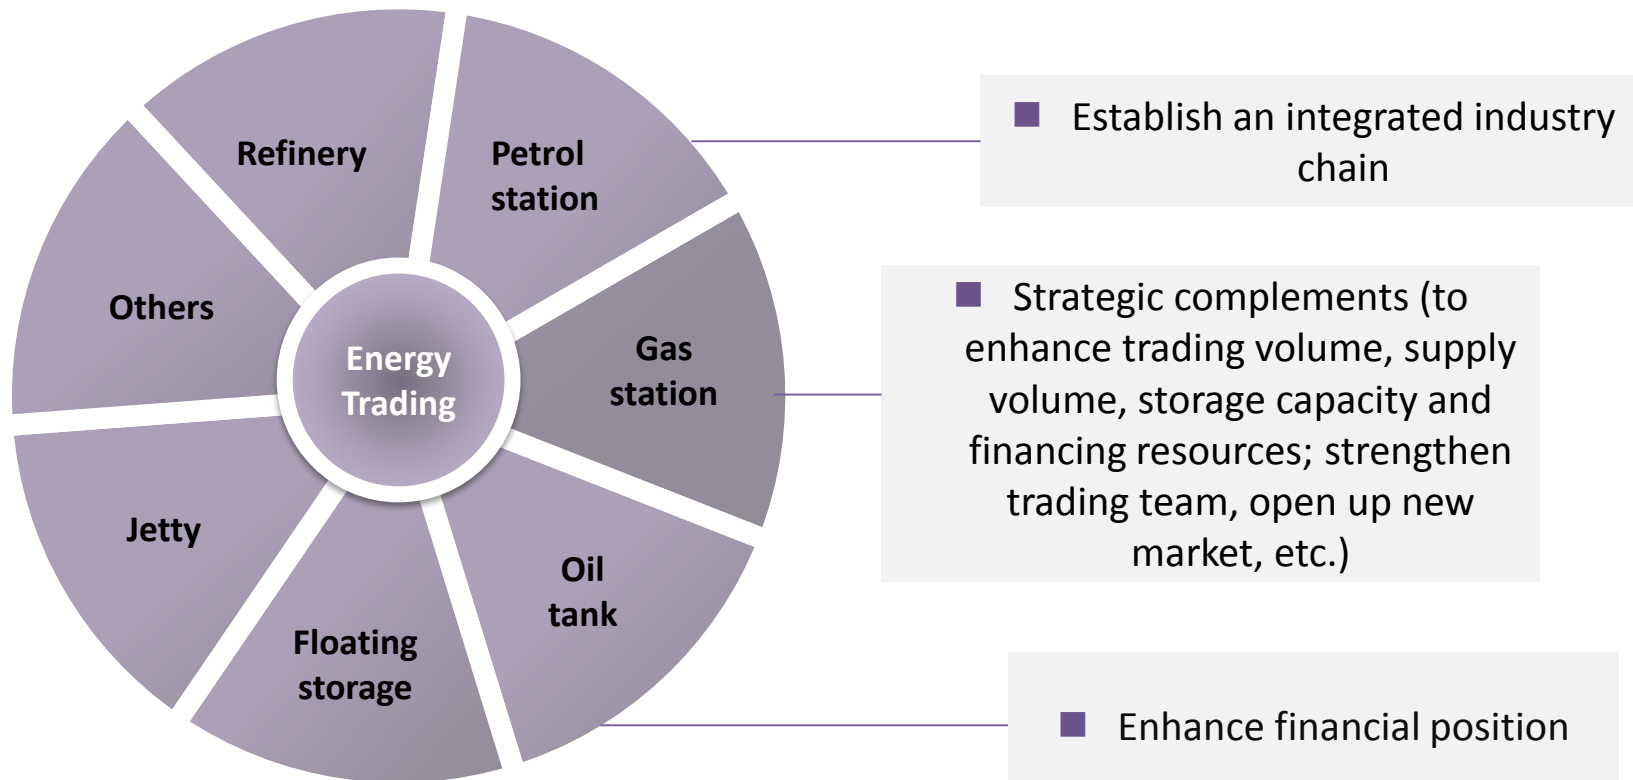 Refinery
Petrol
station
Others
Energy
Trading
Gas
station
Jetty
Oil
tank
Floating
storage
■ Establish an integrated industry
chain
■ Strategic complements (to
enhance trading volume, supply
volume, storage capacity and
financing resources; strengthen
trading team, open up new
market, etc.)
■ Enhance financial position